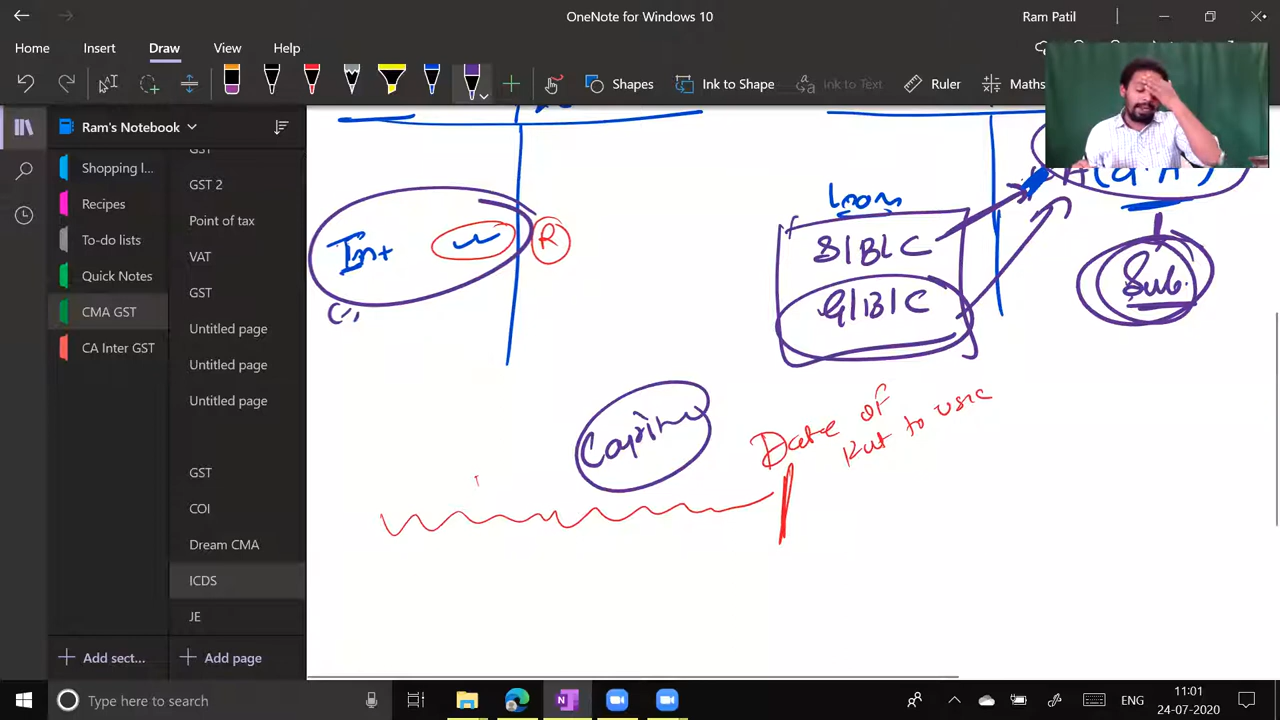 OneNote for Windows 10
Ram Patil
Home
Insert
Draw
View
Help
Shapes
Ink to Shape
Ink to Text
Ruler
Maths
Ram's Notebook
Shopping l...
Recipes
To-do lists
Quick Notes
CMA GST
CA Inter GST
GST
GST 2
Point of tax
VAT
GST
Untitled page
Untitled page
Untitled page
GST
COI
Dream CMA
ICDS
JE
Add sect...
Add page
Int
R
Loan
S/B/C
G/B/C
Sub.
Date of
Put to use
Type here to search
ENG
11:01
24-07-2020